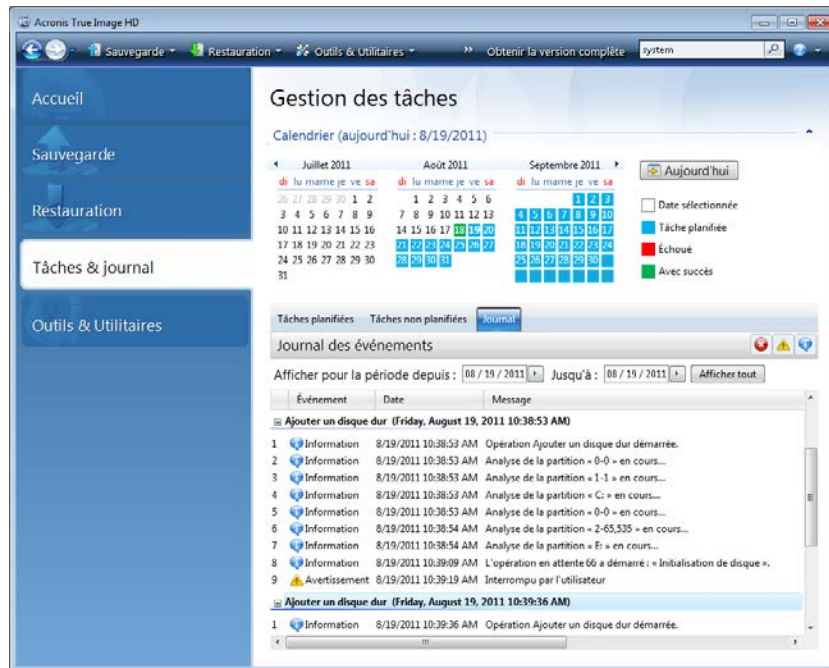 Acronis True Image HD
Sauvegarde Restauration Outils & Utilitaires » Obtenir la version complète system
Accueil
Sauvegarde
Restauration
Tâches & journal
Outils & Utilitaires
Gestion des tâches
Calendrier (aujourd'hui : 8/19/2011)
Juillet 2011 Août 2011 Septembre 2011
di lu ma me je ve sa di lu ma me je ve sa di lu ma me je ve sa
26 27 28 29 30 1 2 1 2 3 4 5 6 1 2 3
3 4 5 6 7 8 9 7 8 9 10 11 12 13 4 5 6 7 8 9 10
10 11 12 13 14 15 16 14 15 16 17 18 19 20 11 12 13 14 15 16 17
17 18 19 20 21 22 23 21 22 23 24 25 26 27 18 19 20 21 22 23 24
24 25 26 27 28 29 30 28 29 30 31 25 26 27 28 29 30
31
Aujourd'hui
Date sélectionnée
Tâche planifiée
Échoué
Avec succès
Tâches planifiées Tâches non planifiées Journal
Journal des événements
Afficher pour la période depuis : 08 / 19 / 2011 Jusqu'à : 08 / 19 / 2011 Afficher tout
Événement Date Message
Ajouter un disque dur (Friday, August 19, 2011 10:38:53 AM)
1 Information 8/19/2011 10:38:53 AM Opération Ajouter un disque dur démarrée.
2 Information 8/19/2011 10:38:53 AM Analyse de la partition « 0-0 » en cours...
3 Information 8/19/2011 10:38:53 AM Analyse de la partition « 1-1 » en cours...
4 Information 8/19/2011 10:38:53 AM Analyse de la partition « C: » en cours...
5 Information 8/19/2011 10:38:53 AM Analyse de la partition « 0-0 » en cours...
6 Information 8/19/2011 10:38:54 AM Analyse de la partition « 2-65,535 » en cours...
7 Information 8/19/2011 10:38:54 AM Analyse de la partition « E: » en cours...
8 Information 8/19/2011 10:39:09 AM L'opération en attente 66 a démarré : « Initialisation de disque ».
9 Avertissement 8/19/2011 10:39:19 AM Interrompu par l'utilisateur
Ajouter un disque dur (Friday, August 19, 2011 10:39:36 AM)
1 Information 8/19/2011 10:39:36 AM Opération Ajouter un disque dur démarrée.